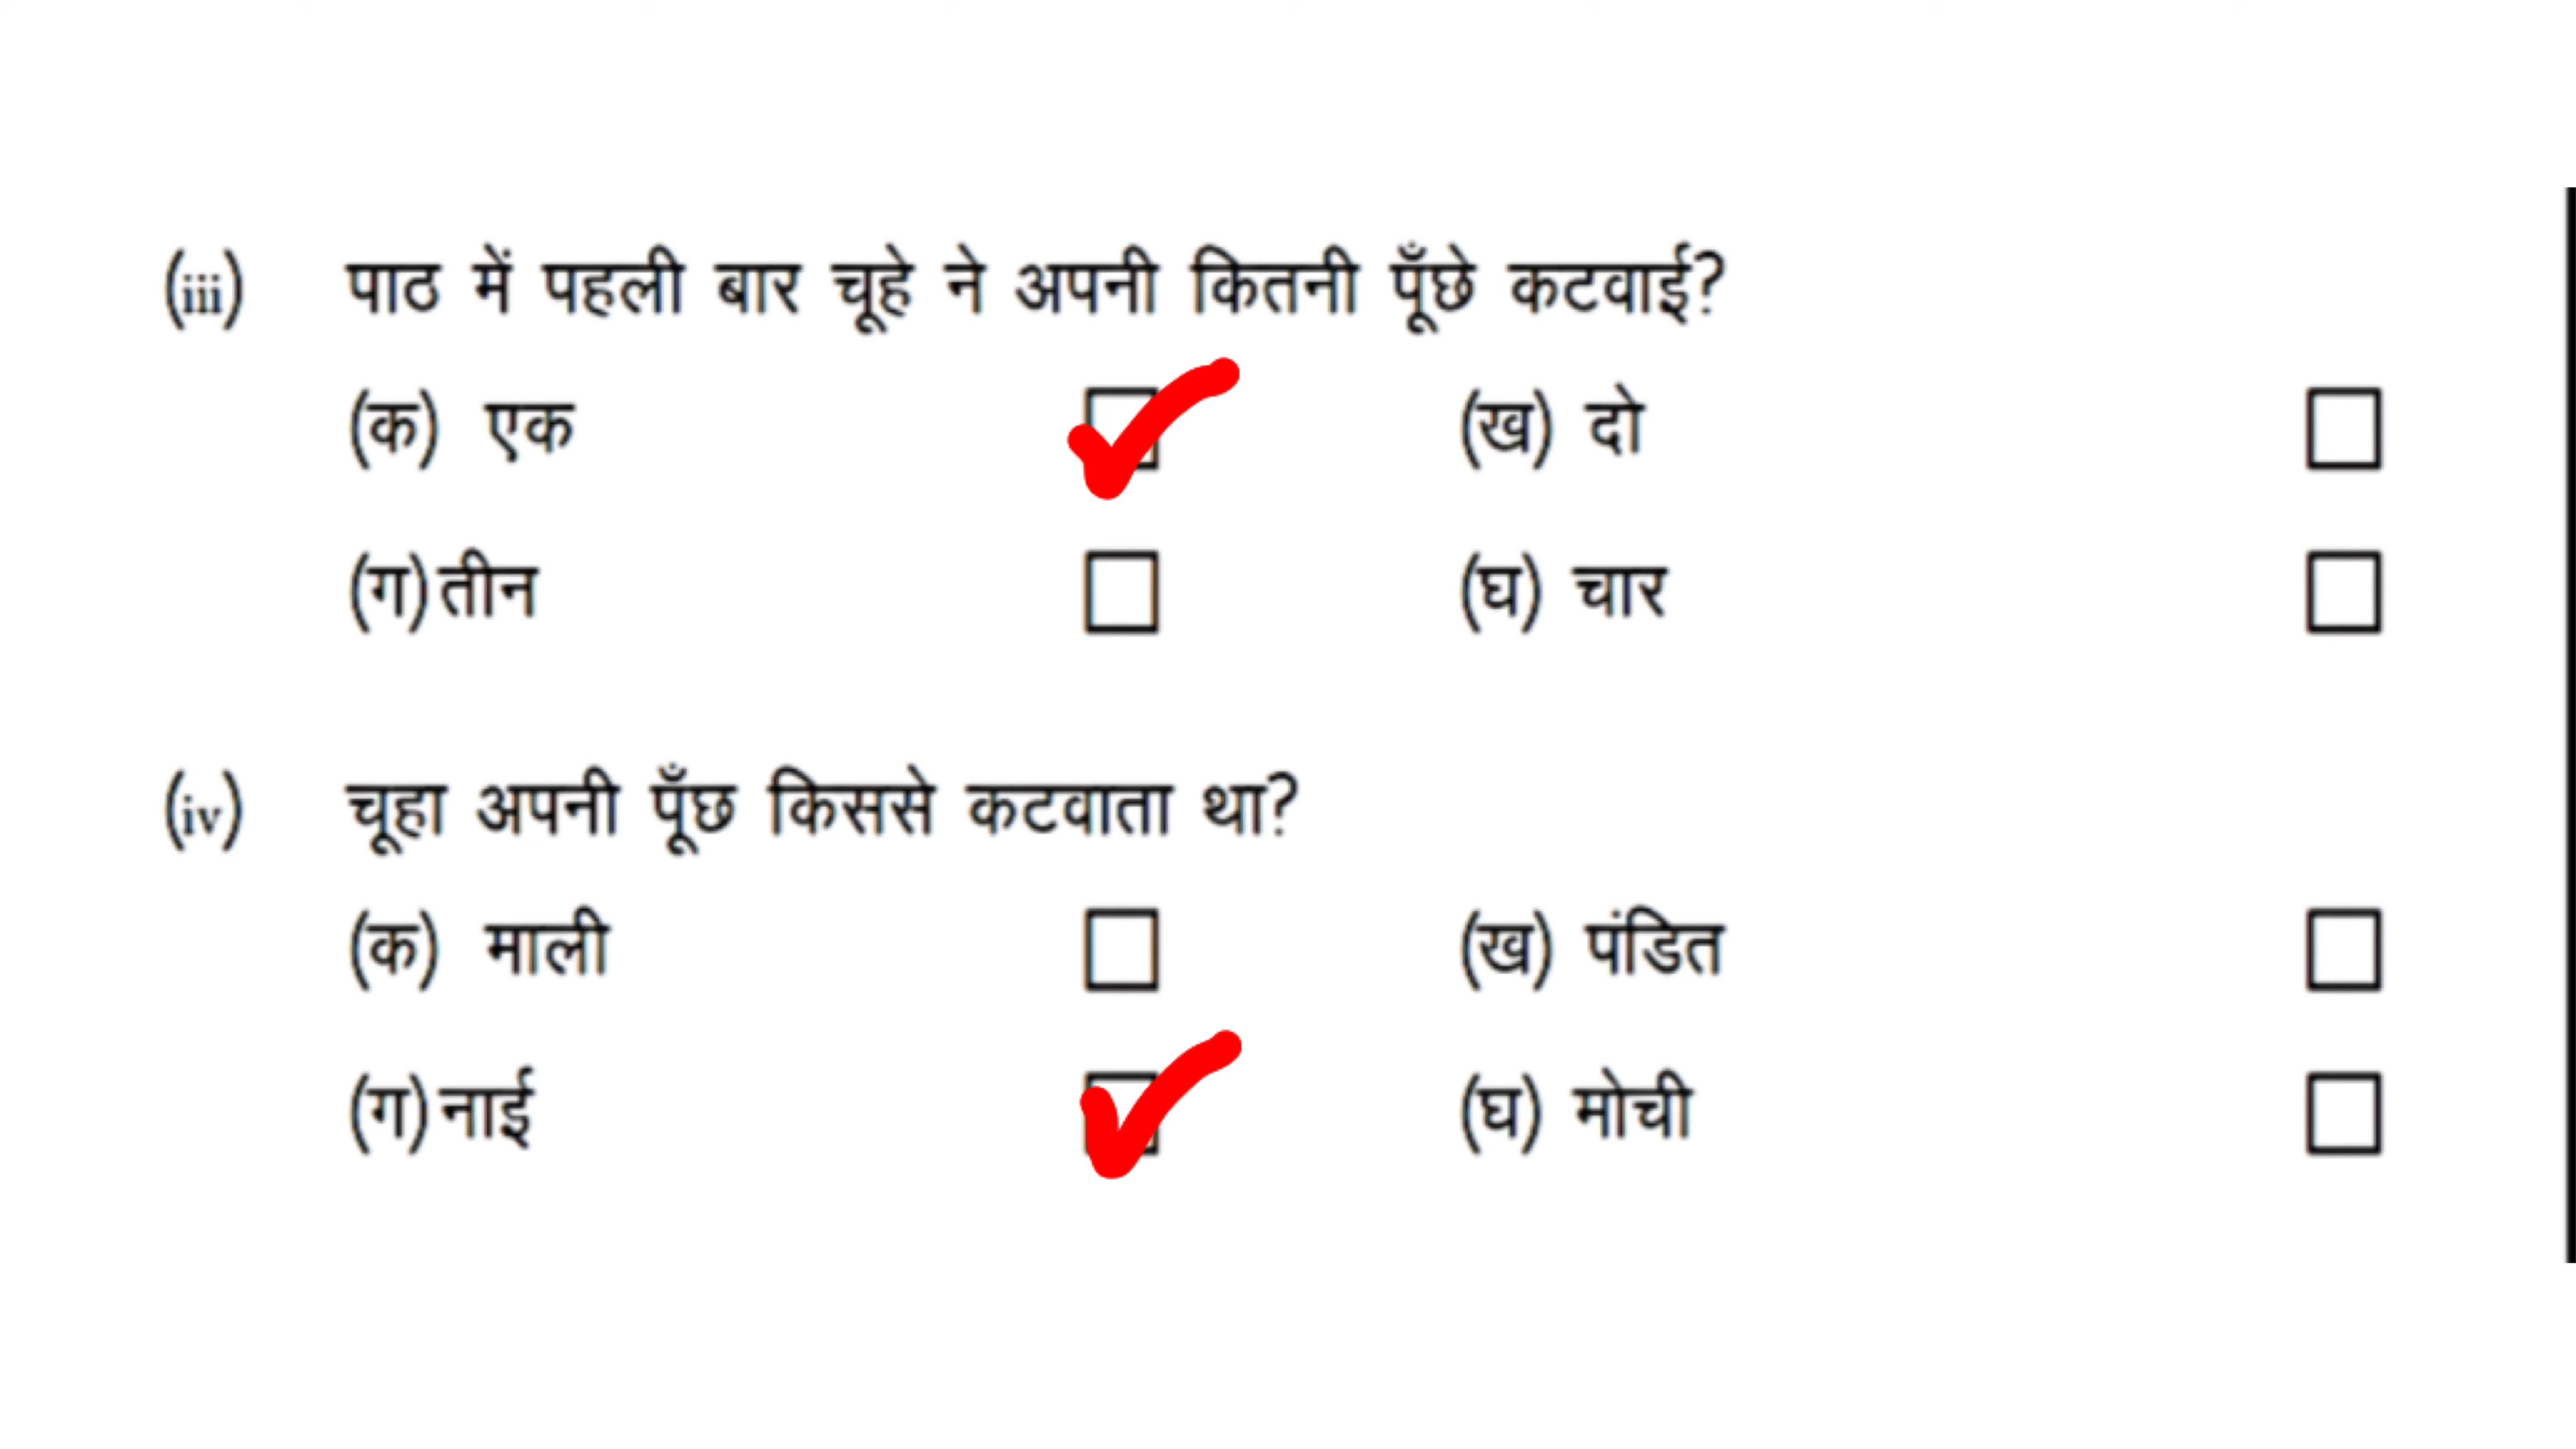 (iii) पाठ में पहली बार चूहे ने अपनी कितनी पूँछे कटवाई?
(क) एक (ख) दो
(ग) तीन (घ) चार
(iv) चूहा अपनी पूँछ किससे कटवाता था?
(क) माली (ख) पंडित
(ग) नाई (घ) मोची